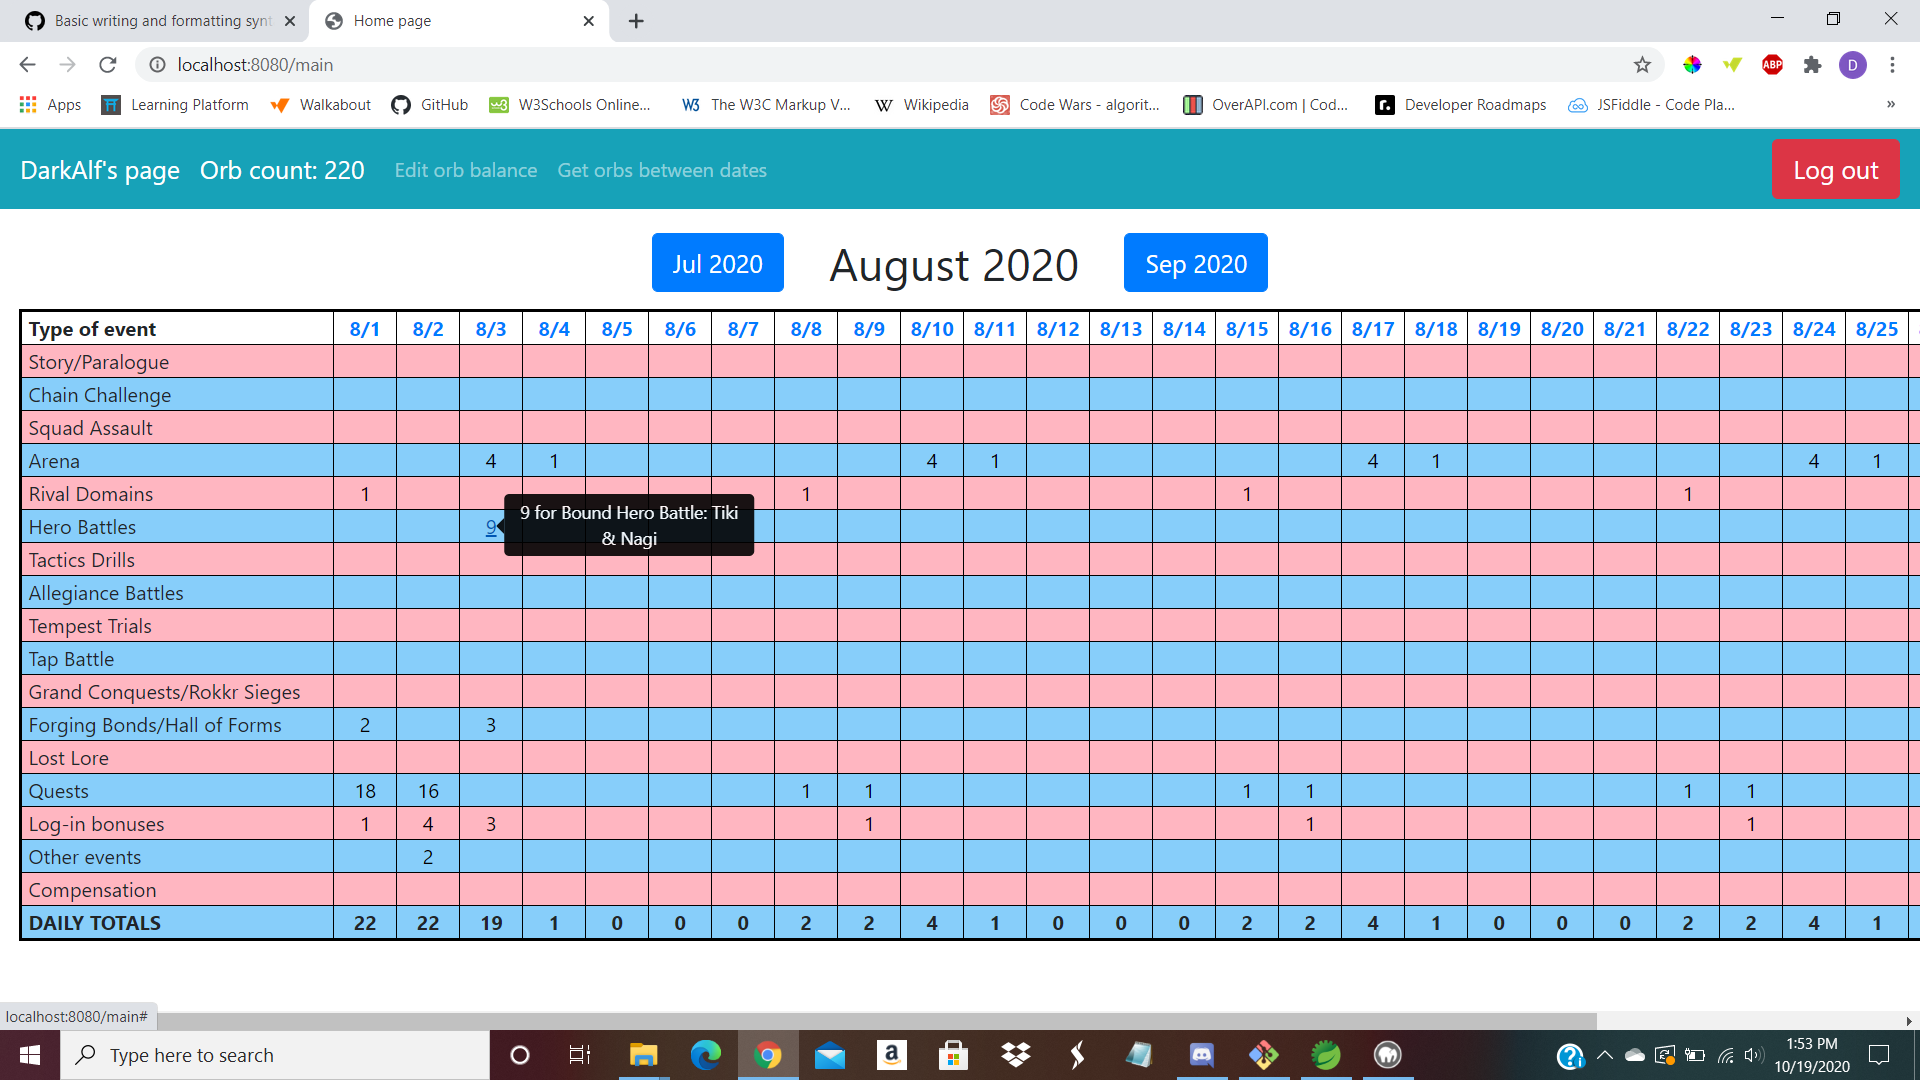 Basic writing and formatting synt
Home page
localhost:8080/main
ABP
D
Apps Learning Platform Walkabout GitHub W3Schools Online... The W3C Markup V... Wikipedia Code Wars - algorit... OverAPI.com | Cod... Developer Roadmaps JSFiddle - Code Pla... »
DarkAlf's page Orb count: 220 Edit orb balance Get orbs between dates Log out
Jul 2020 August 2020 Sep 2020
Type of event 8/1 8/2 8/3 8/4 8/5 8/6 8/7 8/8 8/9 8/10 8/11 8/12 8/13 8/14 8/15 8/16 8/17 8/18 8/19 8/20 8/21 8/22 8/23 8/24 8/25
Story/Paralogue
Chain Challenge
Squad Assault
Arena 4 1 4 1 4 1 4 1
Rival Domains 1 1 1 1
Hero Battles 9
9 for Bound Hero Battle: Tiki
& Nagi
Tactics Drills
Allegiance Battles
Tempest Trials
Tap Battle
Grand Conquests/Rokkr Sieges
Forging Bonds/Hall of Forms 2 3
Lost Lore
Quests 18 16 1 1 1 1 1 1
Log-in bonuses 1 4 3 1 1 1
Other events 2
Compensation
DAILY TOTALS 22 22 19 1 0 0 0 2 2 4 1 0 0 0 2 2 4 1 0 0 0 2 2 4 1
localhost:8080/main#
Type here to search
1:53 PM
10/19/2020